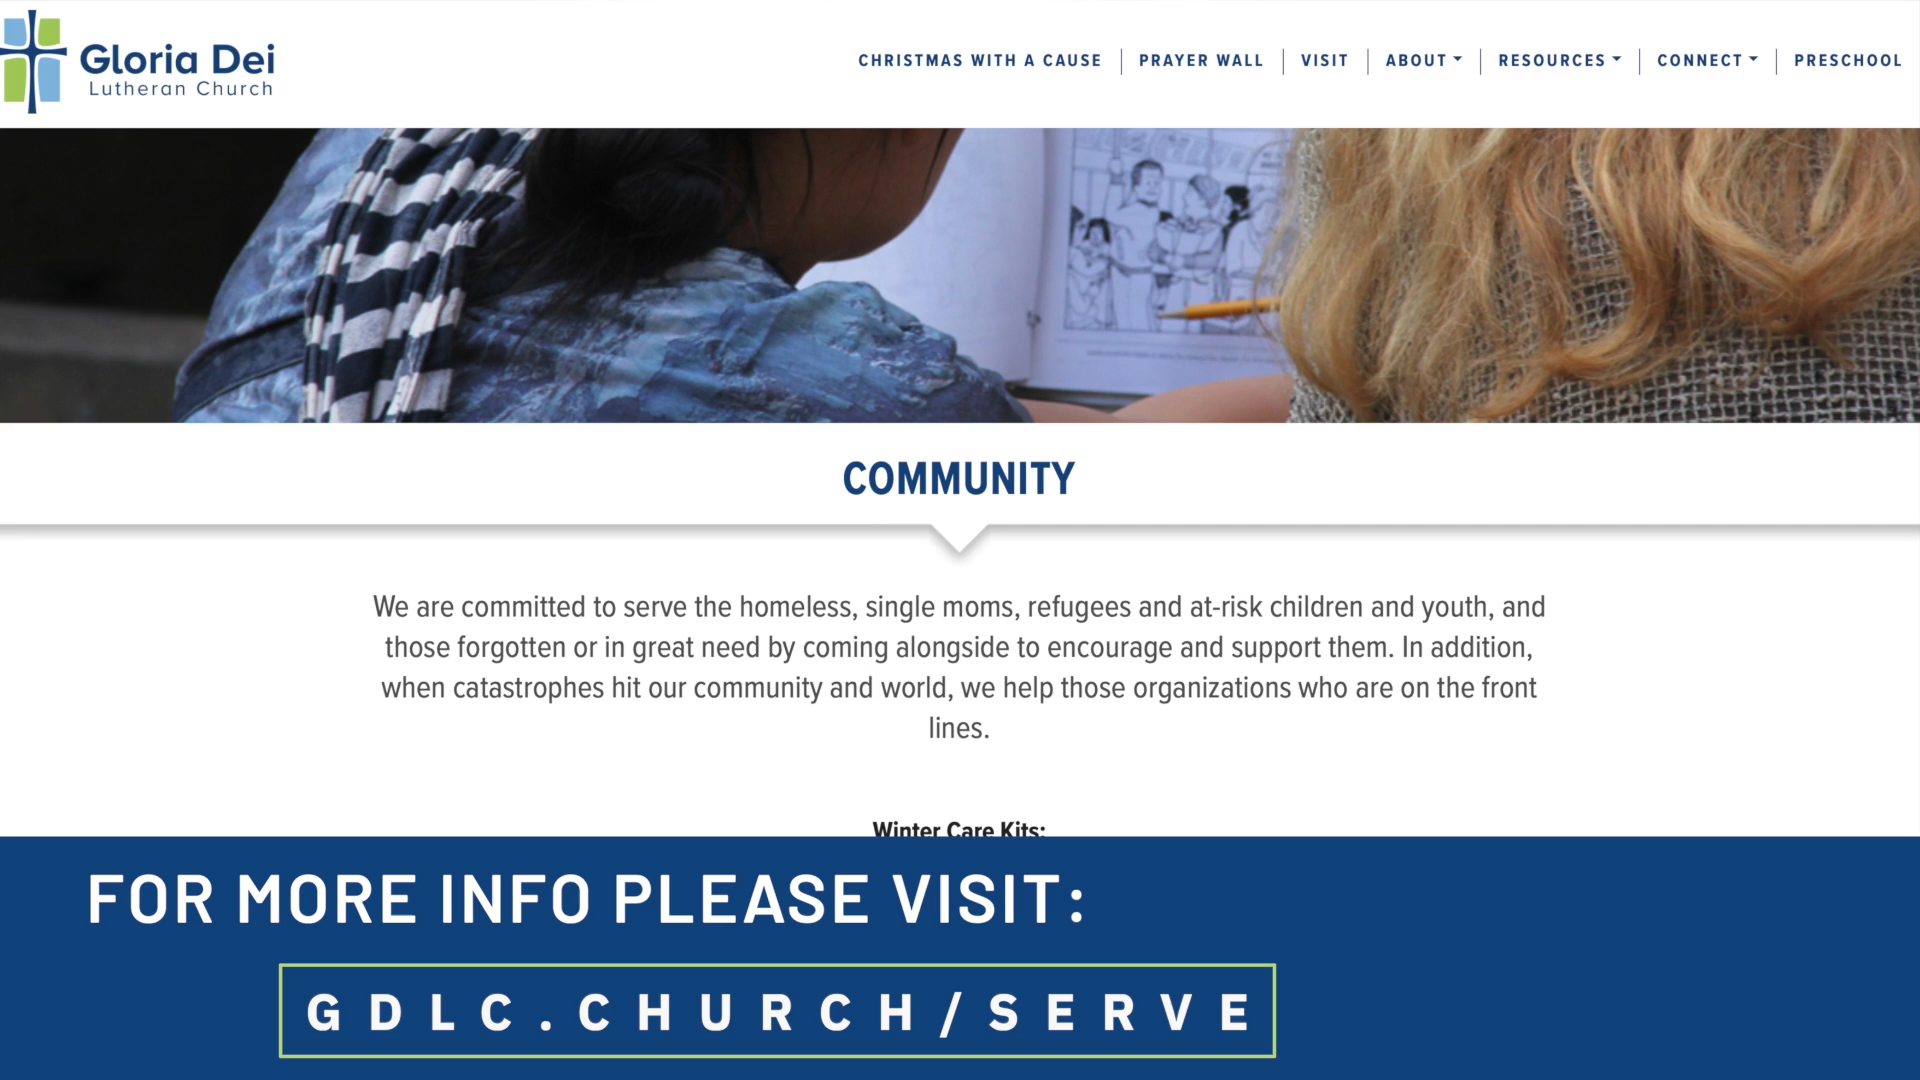 Gloria Dei
Lutheran Church
CHRISTMAS WITH A CAUSE
PRAYER WALL
VISIT
ABOUT
RESOURCES
CONNECT
PRESCHOOL
COMMUNITY
We are committed to serve the homeless, single moms, refugees and at-risk children and youth, and
those forgotten or in great need by coming alongside to encourage and support them. In addition,
when catastrophes hit our community and world, we help those organizations who are on the front
lines.
Winter Care Kits:
FOR MORE INFO PLEASE VISIT:
GDLC.CHURCH/SERVE